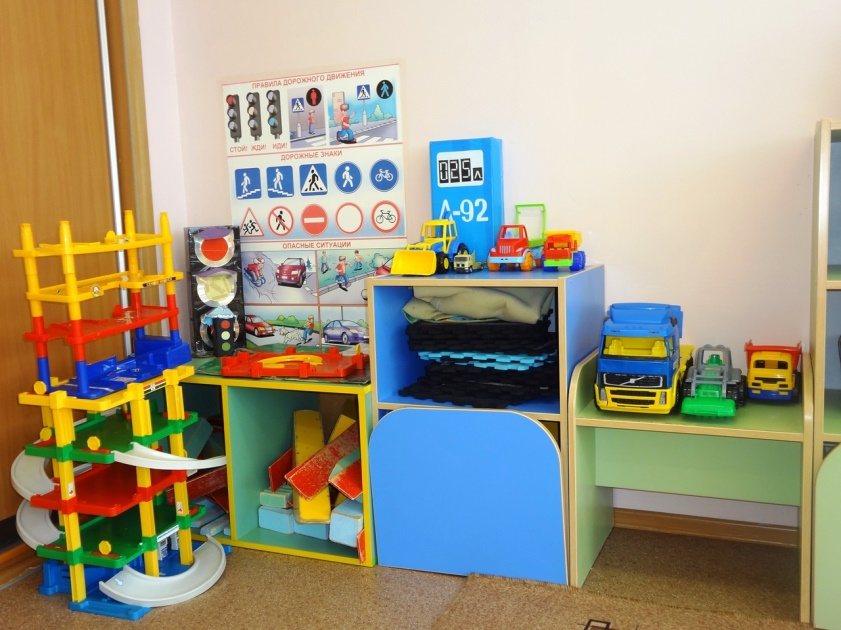 ПРАВИЛА ДОРОЖНОГО ДВИЖЕНИЯ
СТОЙ! ЖДИ! ИДИ!
ДОРОЖНЫЕ ЗНАКИ
ОПАСНЫЕ СИТУАЦИИ
025л
А-92